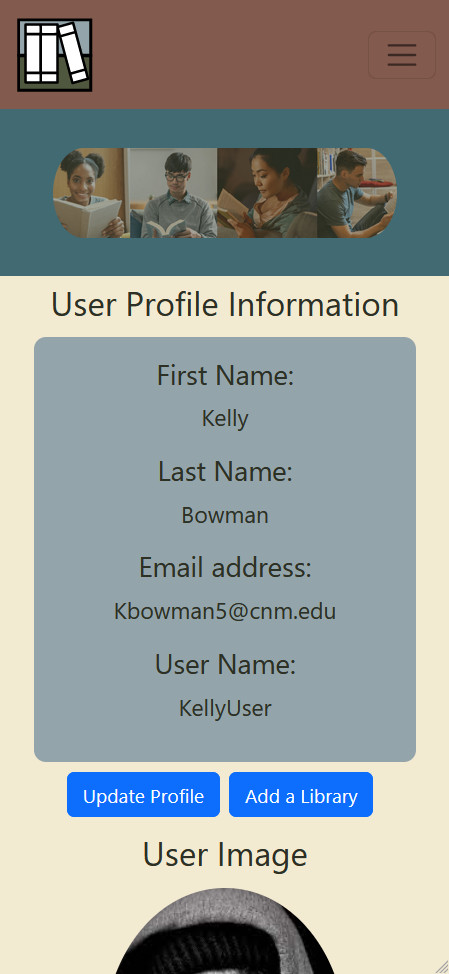 User Profile Information
First Name:
Kelly
Last Name:
Bowman
Email address:
Kbowman5@cnm.edu
User Name:
KellyUser
Update Profile Add a Library
User Image